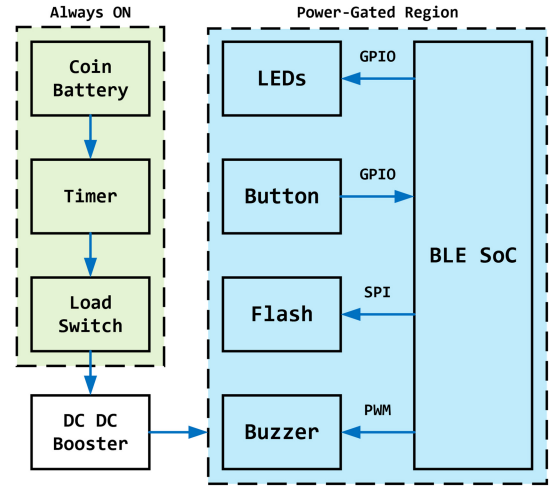 Always ON
Power-Gated Region
Coin
Battery
Timer
Load
Switch
DC DC
Booster
LEDs
GPIO
Button
GPIO
Flash
SPI
Buzzer
PWM
BLE SoC